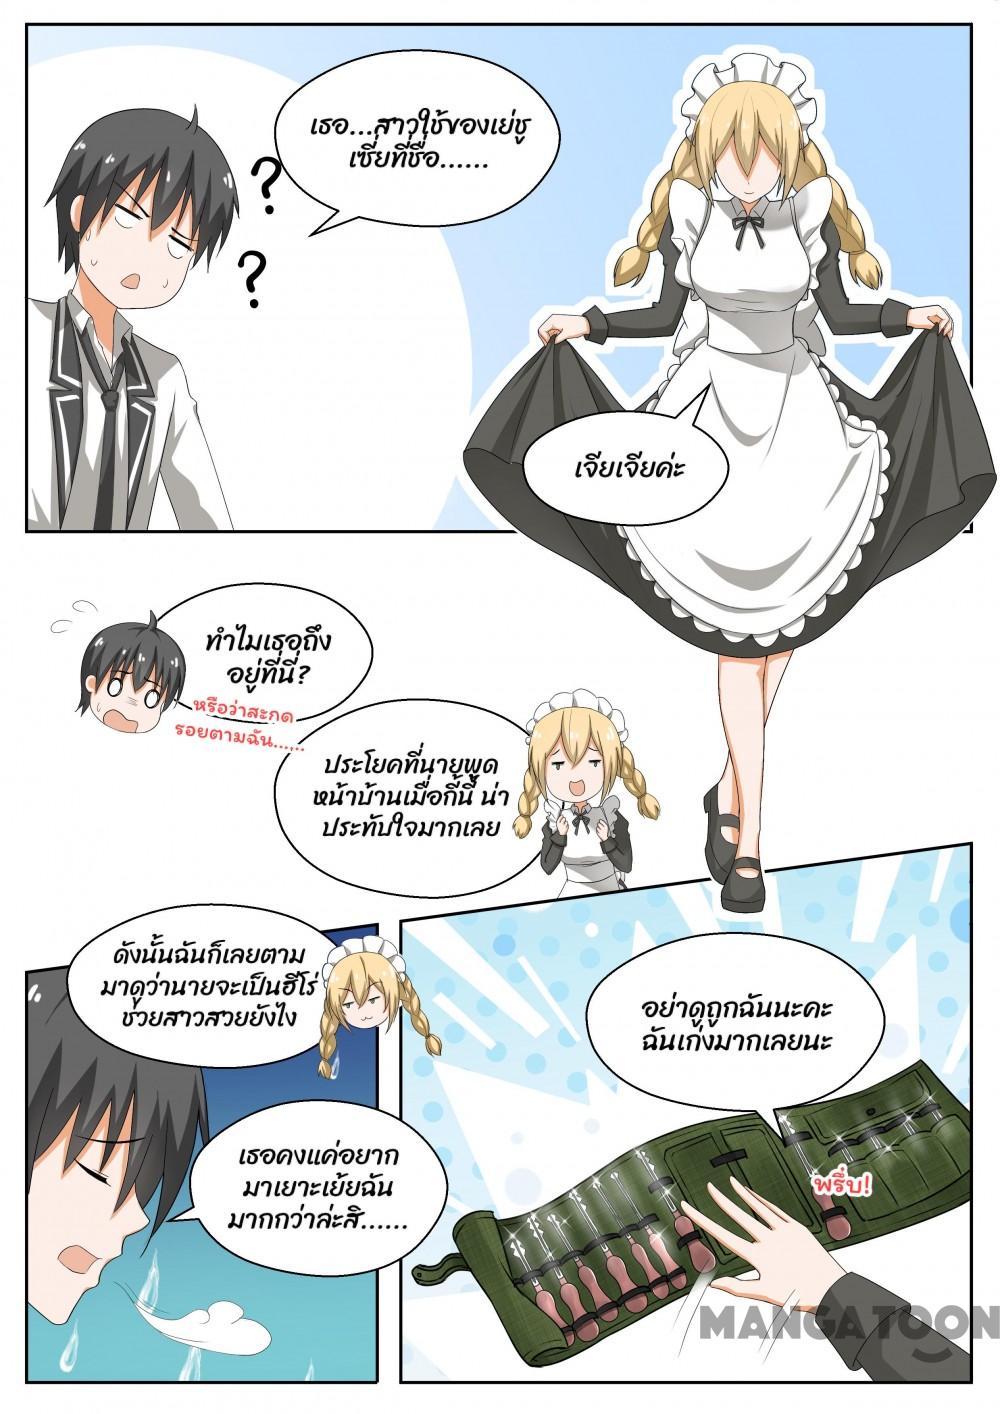 เธอ...สาวใช้ของเย่ชู
เซี่ยที่ชื่อ......
?
?
เจียเจียค่ะ
ทำไมเธอถึง
อยู่ที่นี่?
หรือว่าสะกด
รอยตามฉัน......
ประโยคที่นายพูด
หน้าบ้านเมื่อกี้นี้ น่า
ประทับใจมากเลย
ดังนั้นฉันก็เลยตาม
มาดูว่านายจะเป็นฮีโร่
ช่วยสาวสวยยังไง
เธอคงแค่อยาก
มาเยาะเย้ยฉัน
มากกว่าล่ะสิ......
อย่าดูถูกฉันนะคะ
ฉันเก่งมากเลยนะ
พรึ่บ!
MANGATOON